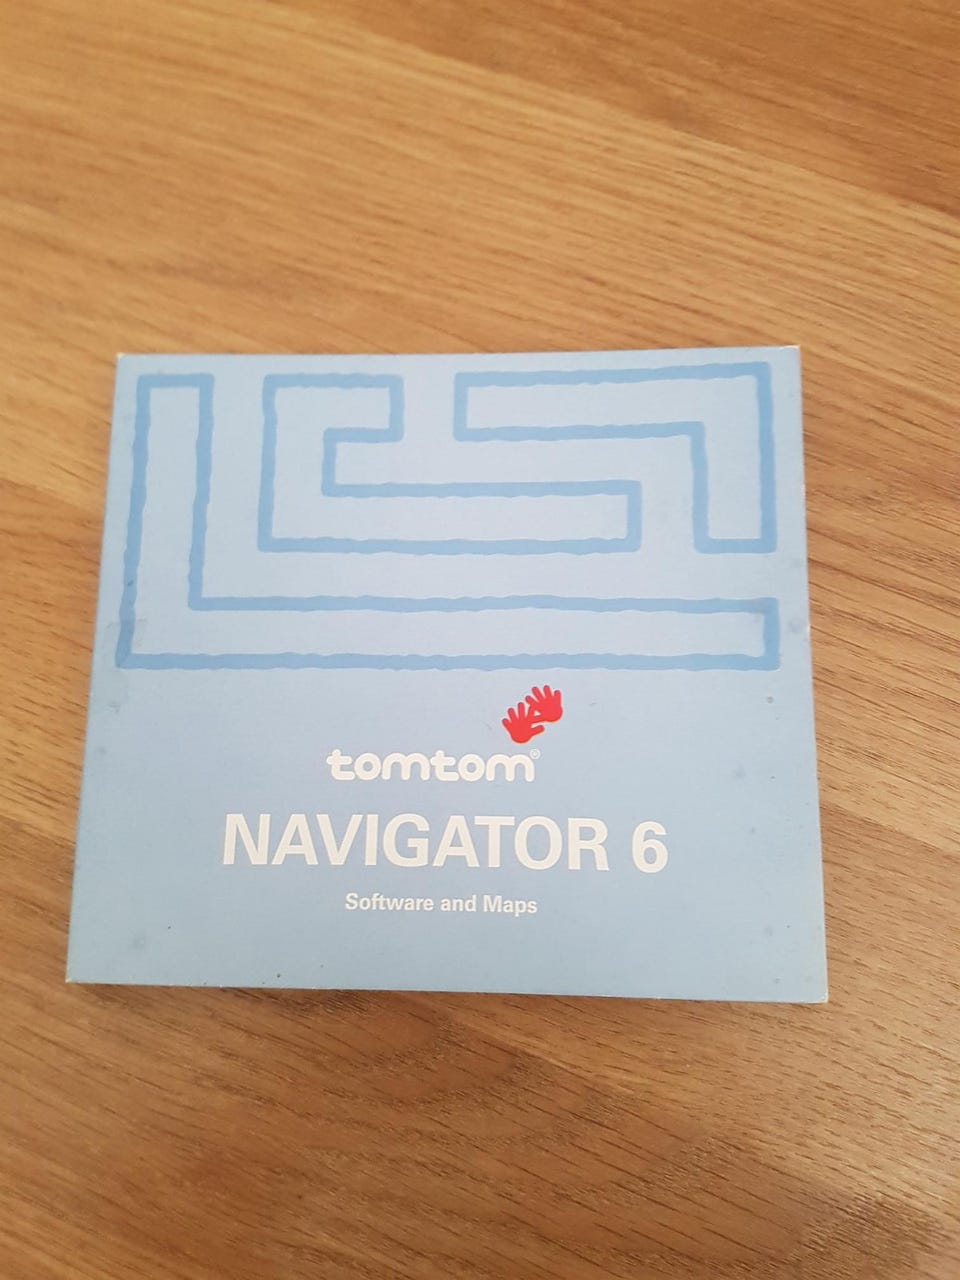 tomtom®
NAVIGATOR 6
Software and Maps